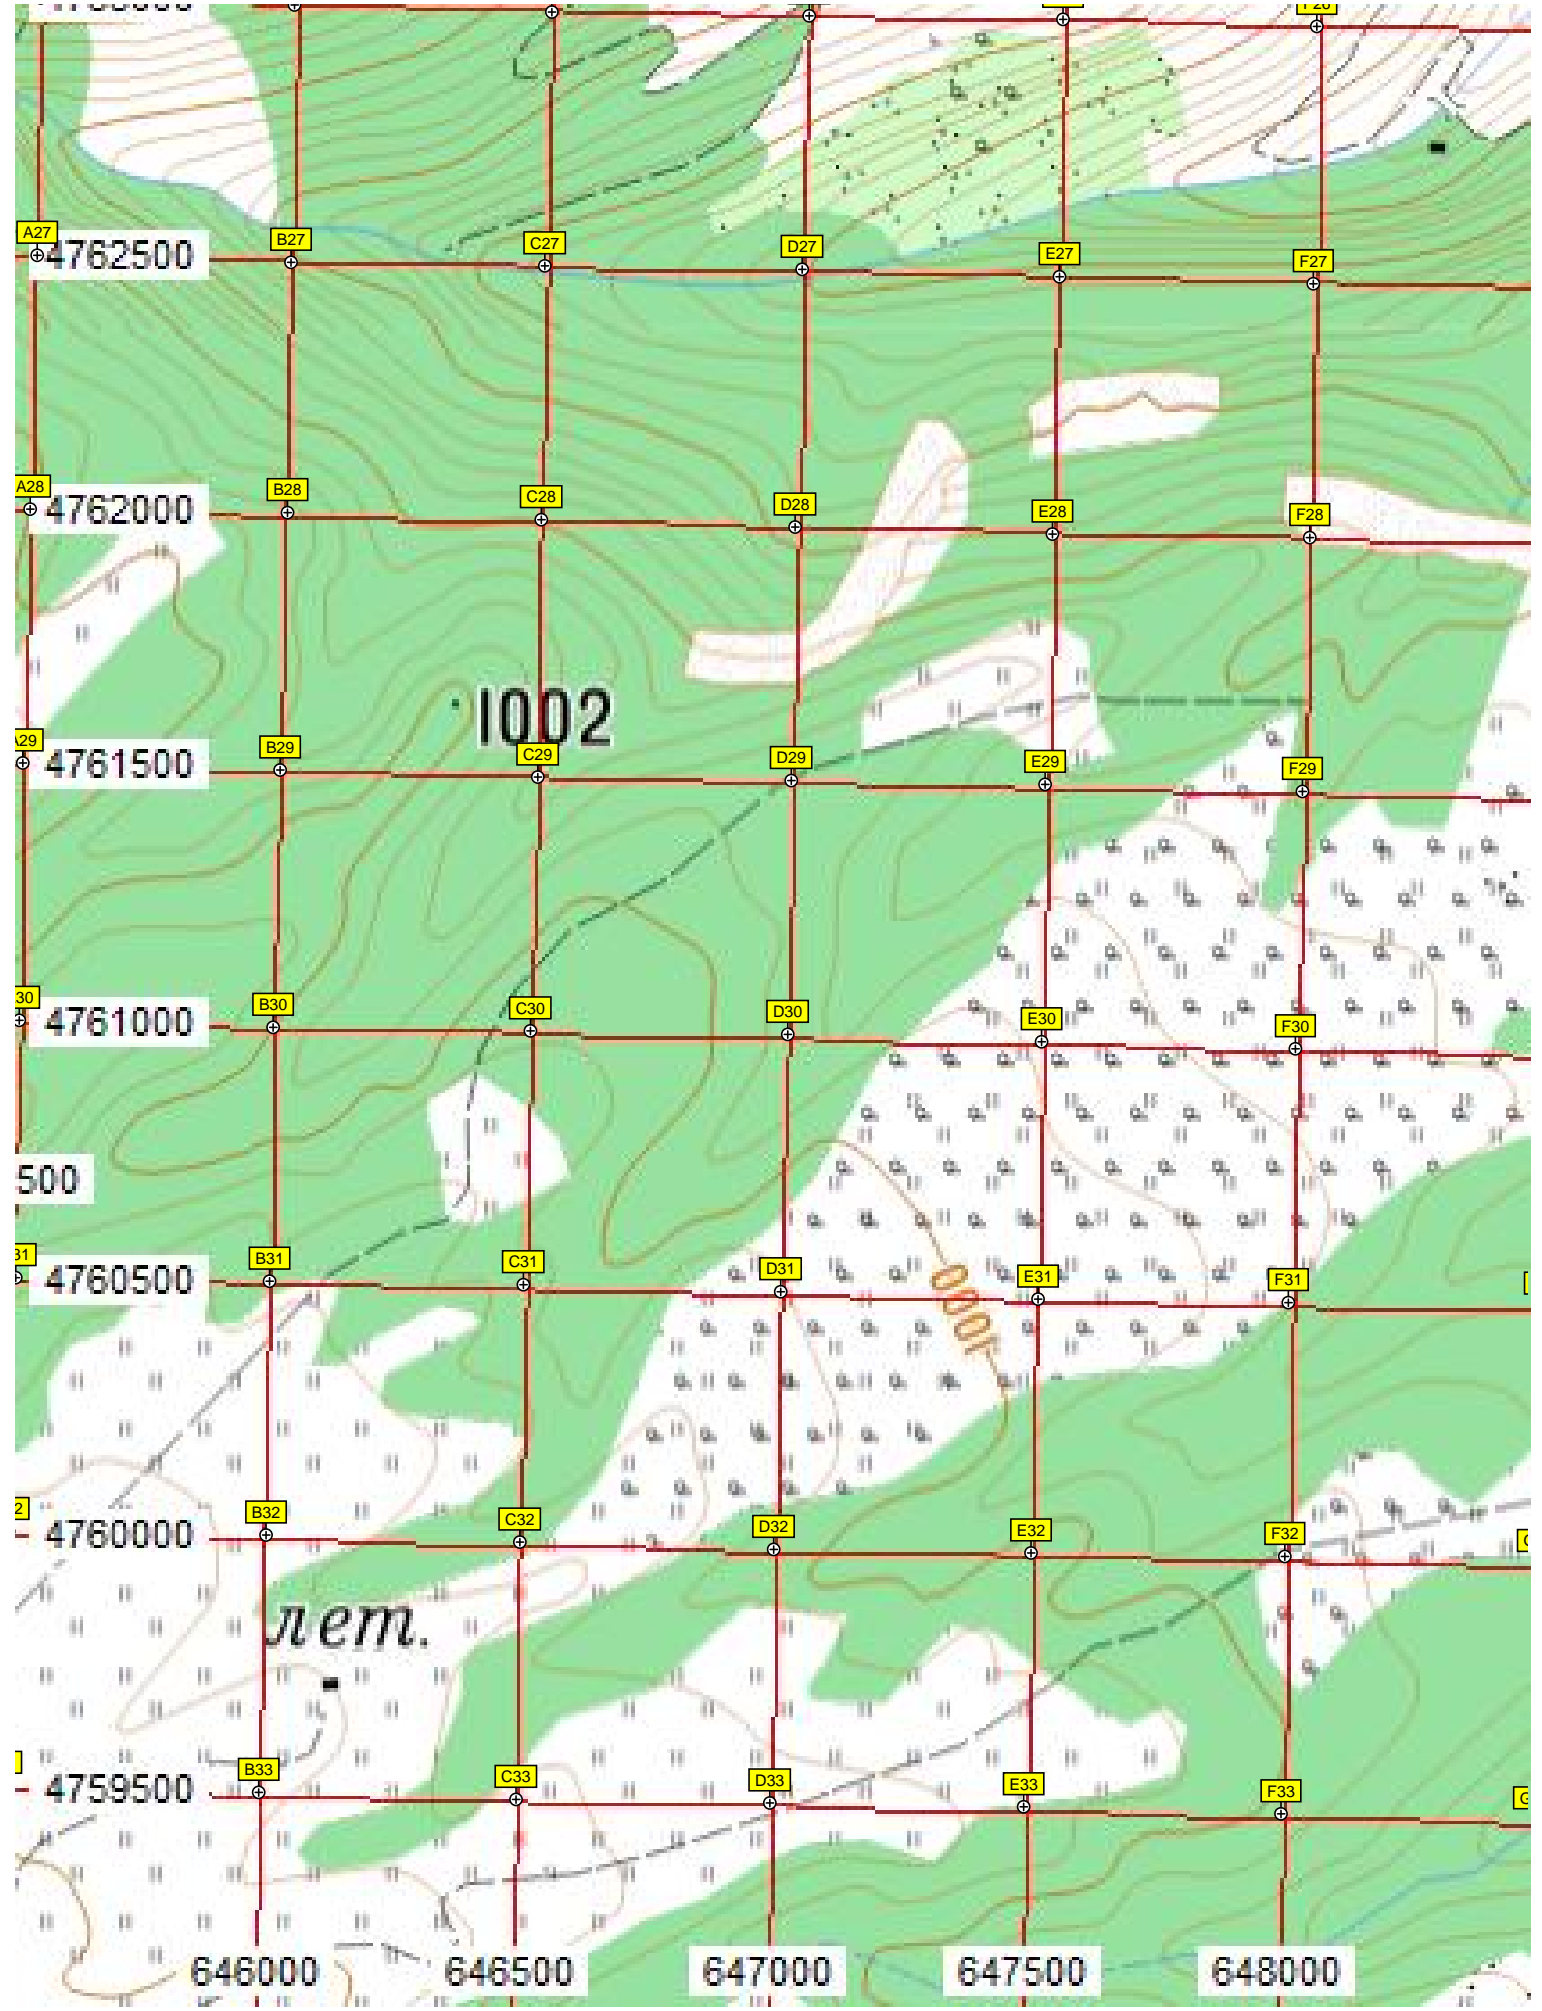 A27 4762500 B27 C27 D27 E27 F27
A28 4762000 B28 C28 D28 E28 F28
1002
4761500 B29 C29 D29 E29 F29
4761000 B30 C30 D30 E30 F30
500
4760500 B31 C31 D31 E31 F31
1000
4760000 B32 C32 D32 E32 F32
лет.
4759500 B33 C33 D33 E33 F33
646000 646500 647000 647500 648000